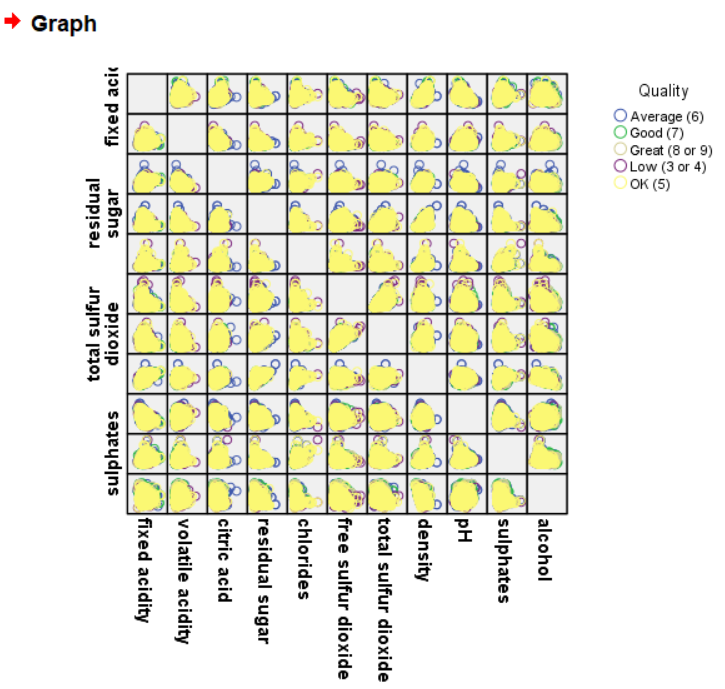 Graph
Quality
Average (6)
Good (7)
Great (8 or 9)
Low (3 or 4)
OK (5)
fixed acic
residual
sugar
total sulfur
dioxide
sulphates
fixed acidity
volatile acidity
citric acid
residual sugar
chlorides
free sulfur dioxide
total sulfur dioxide
density
pH
sulphates
alcohol